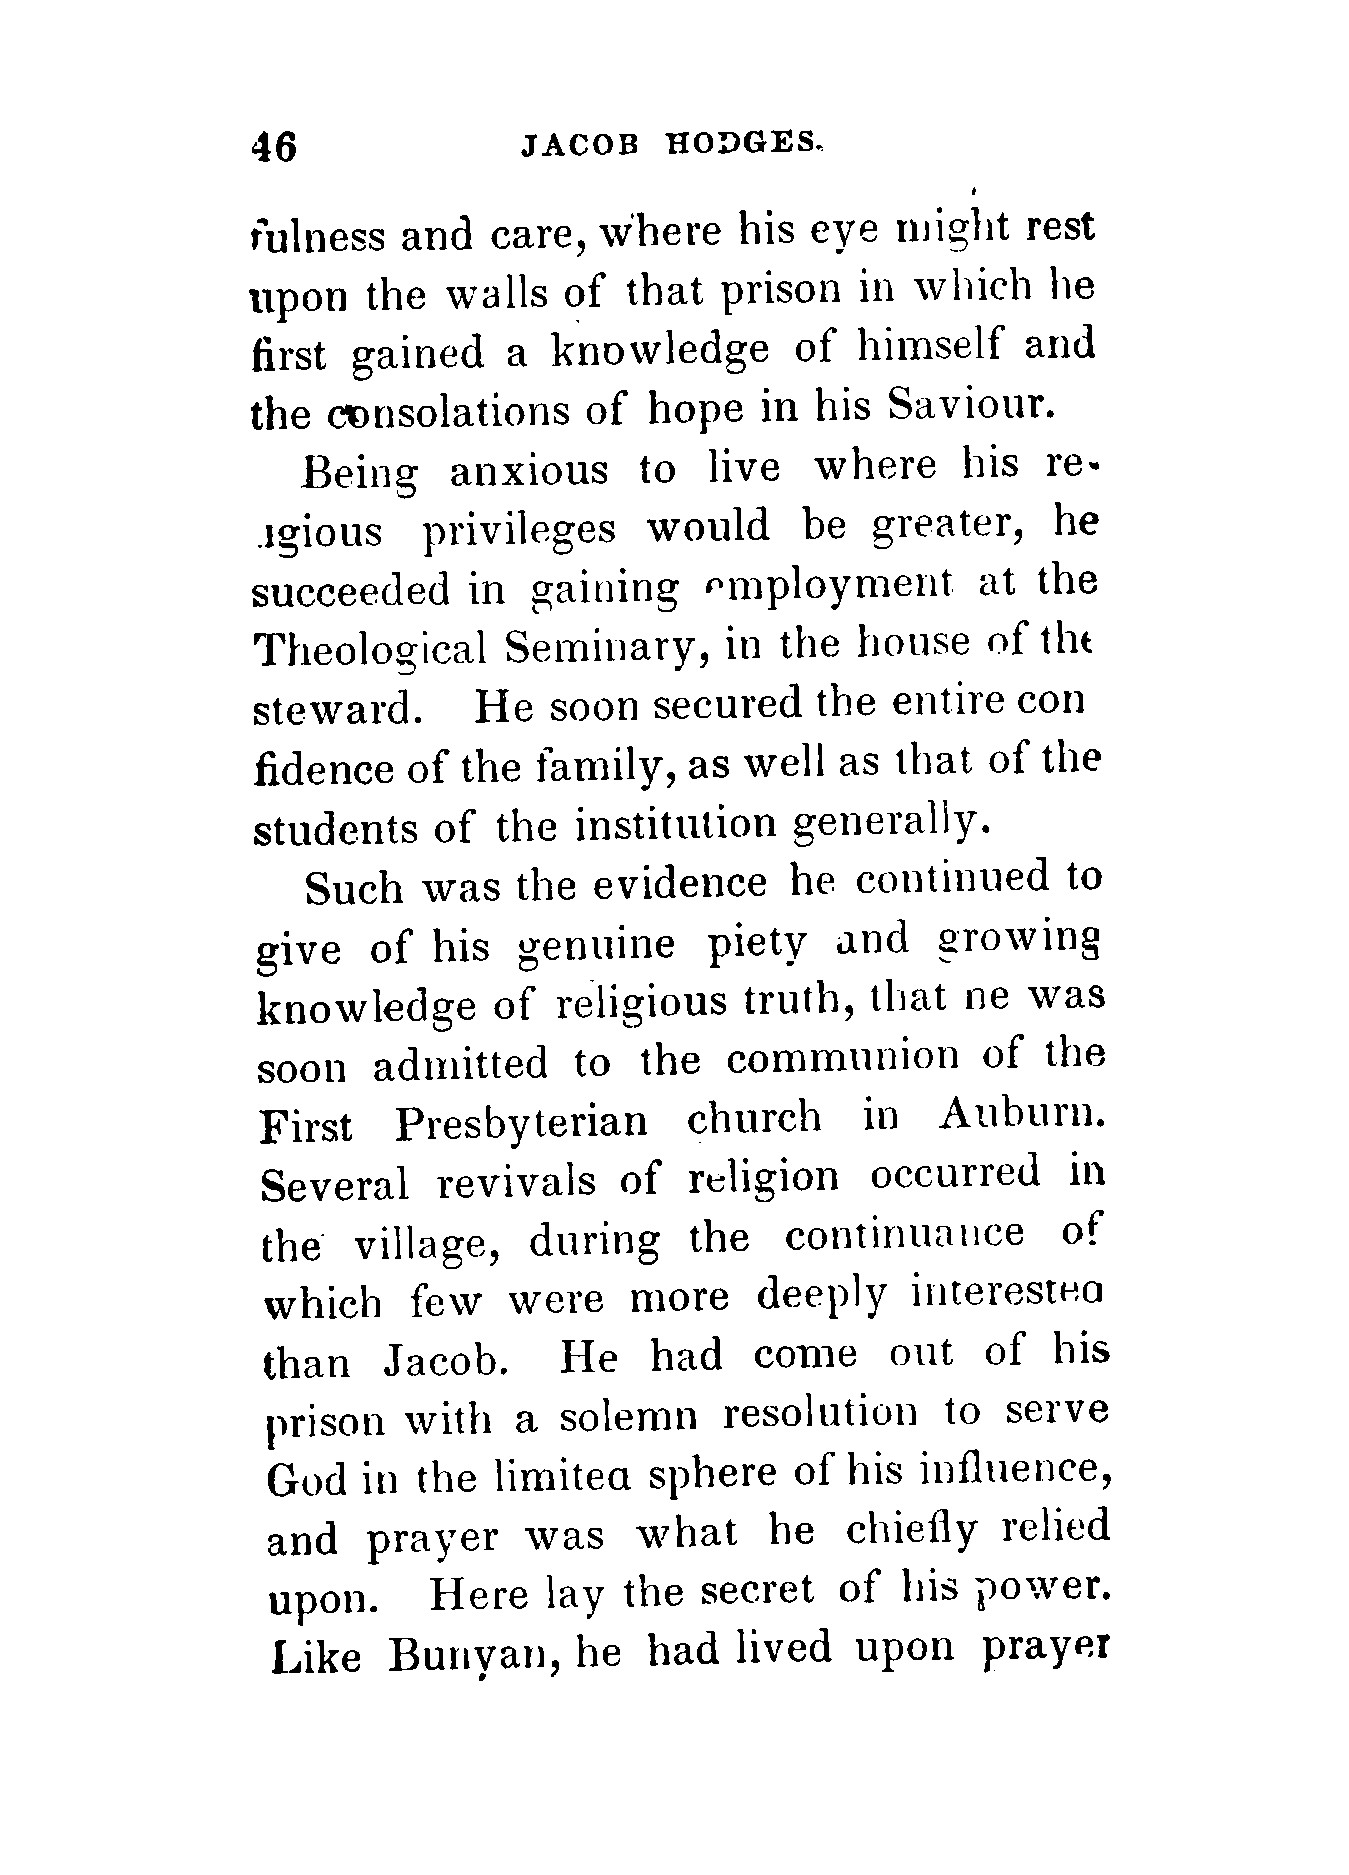 46 JACOB HODGES.
fulness and care, where his eye might rest
upon the walls of that prison in which he
first gained a knowledge of himself and
the consolations of hope in his Saviour.
Being anxious to live where his re-
ligious privileges would be greater, he
succeeded in gaining employment at the
Theological Seminary, in the house of the
steward. He soon secured the entire con
fidence of the family, as well as that of the
students of the institution generally.
Such was the evidence he continued to
give of his genuine piety and growing
knowledge of religious truth, that he was
soon admitted to the communion of the
First Presbyterian church in Auburn.
Several revivals of religion occurred in
the village, during the continuance of
which few were more deeply interested
than Jacob. He had come out of his
prison with a solemn resolution to serve
God in the limited sphere of his influence,
and prayer was what he chiefly relied
upon. Here lay the secret of his power.
Like Bunyan, he had lived upon prayer